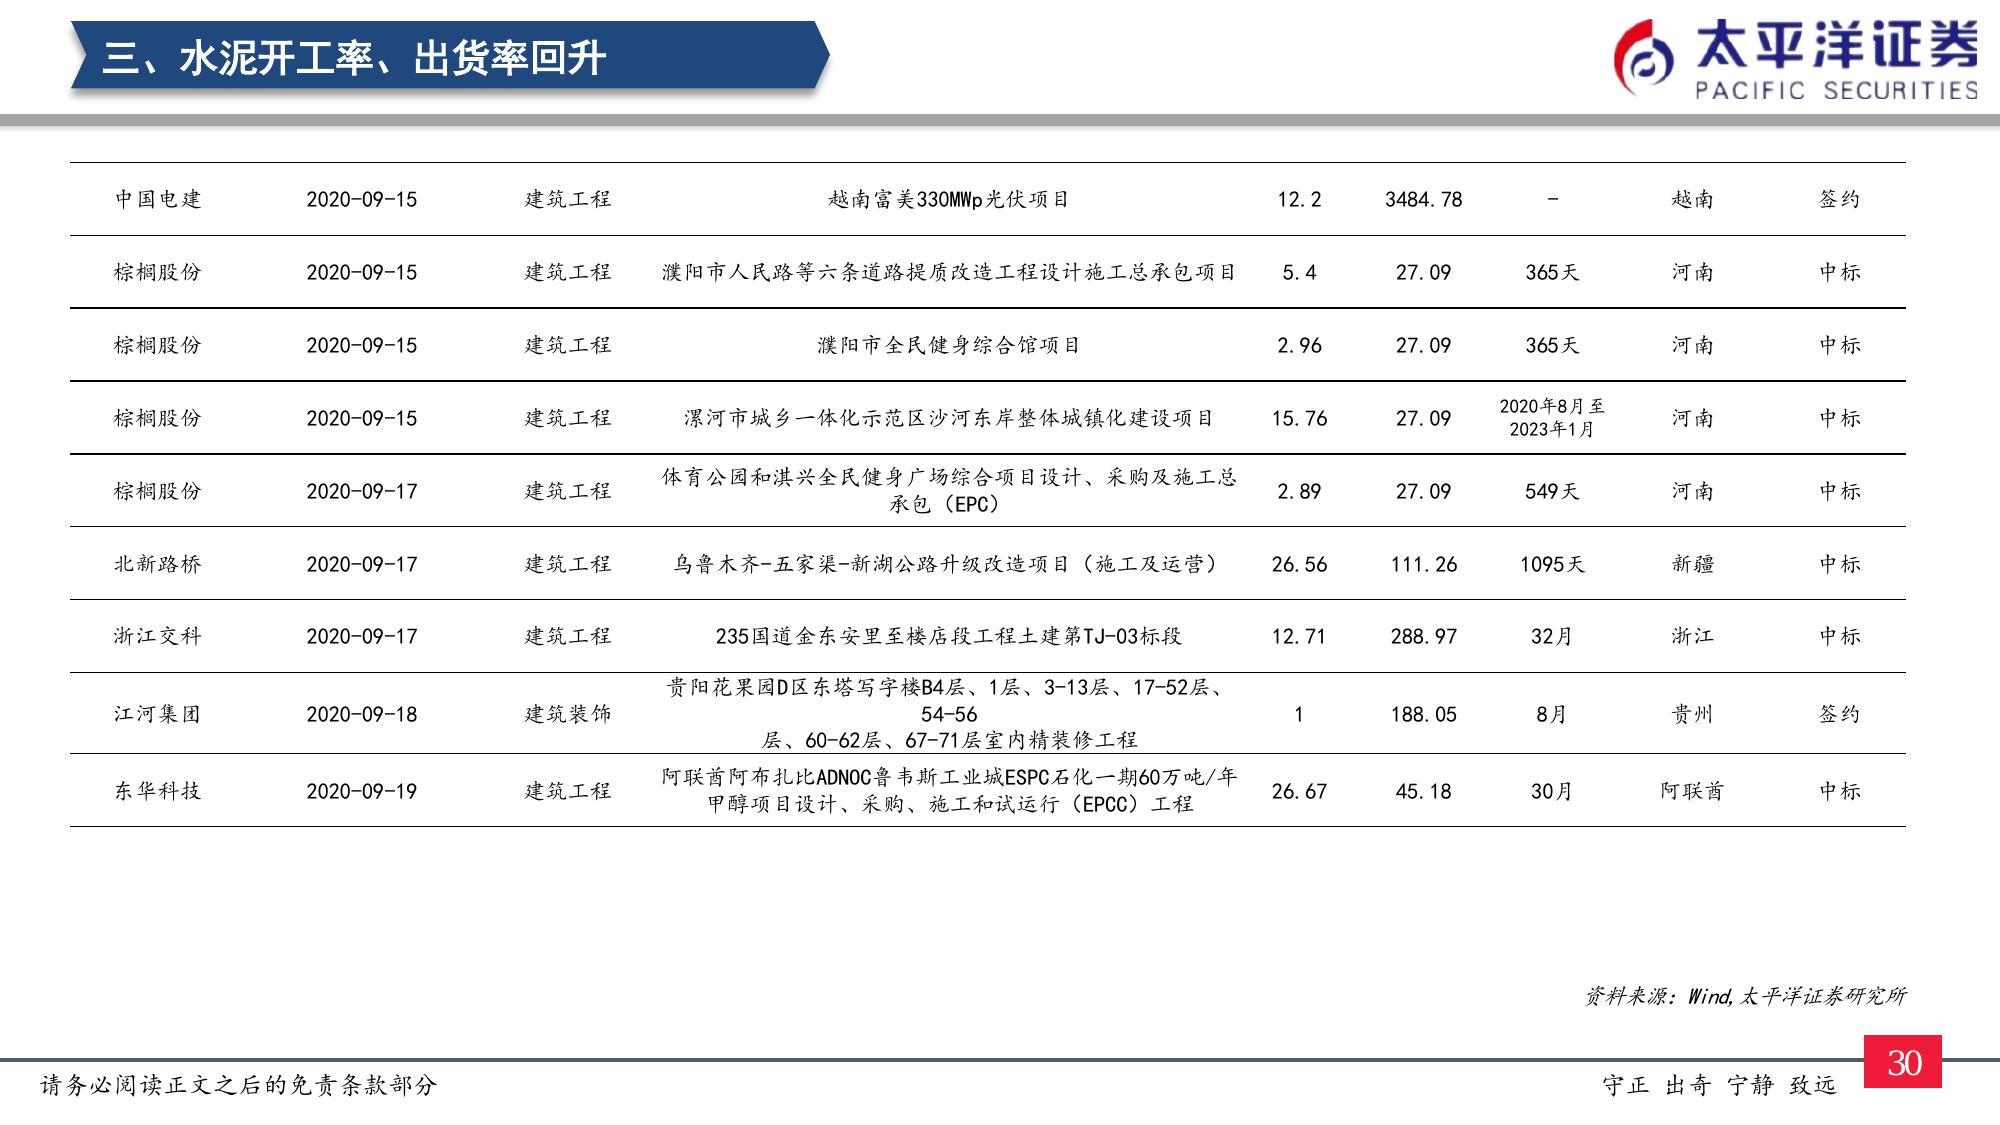 三、水泥开工率、出货率回升
太平洋证券
PACIFIC SECURITIES
中国电建 2020-09-15 建筑工程 越南富美330MWp光伏项目 12.2 3484.78 - 越南 签约
棕榈股份 2020-09-15 建筑工程 濮阳市人民路等六条道路提质改造工程设计施工总承包项目 5.4 27.09 365天 河南 中标
棕榈股份 2020-09-15 建筑工程 濮阳市全民健身综合馆项目 2.96 27.09 365天 河南 中标
棕榈股份 2020-09-15 建筑工程 漯河市城乡一体化示范区沙河东岸整体城镇化建设项目 15.76 27.09 2020年8月至
2023年1月 河南 中标
棕榈股份 2020-09-17 建筑工程 体育公园和淇兴全民健身广场综合项目设计、采购及施工总
承包（EPC） 2.89 27.09 549天 河南 中标
北新路桥 2020-09-17 建筑工程 乌鲁木齐-五家渠-新湖公路升级改造项目（施工及运营） 26.56 111.26 1095天 新疆 中标
浙江交科 2020-09-17 建筑工程 235国道金东安里至楼店段工程土建第TJ-03标段 12.71 288.97 32月 浙江 中标
江河集团 2020-09-18 建筑装饰 贵阳花果园D区东塔写字楼B4层、1层、3-13层、17-52层、
54-56
层、60-62层、67-71层室内精装修工程 1 188.05 8月 贵州 签约
东华科技 2020-09-19 建筑工程 阿联酋阿布扎比ADNOC鲁韦斯工业城ESPC石化一期60万吨/年
甲醇项目设计、采购、施工和试运行（EPCC）工程 26.67 45.18 30月 阿联酋 中标
资料来源：Wind,太平洋证券研究所
请务必阅读正文之后的免责条款部分
守正 出奇 宁静 致远
30